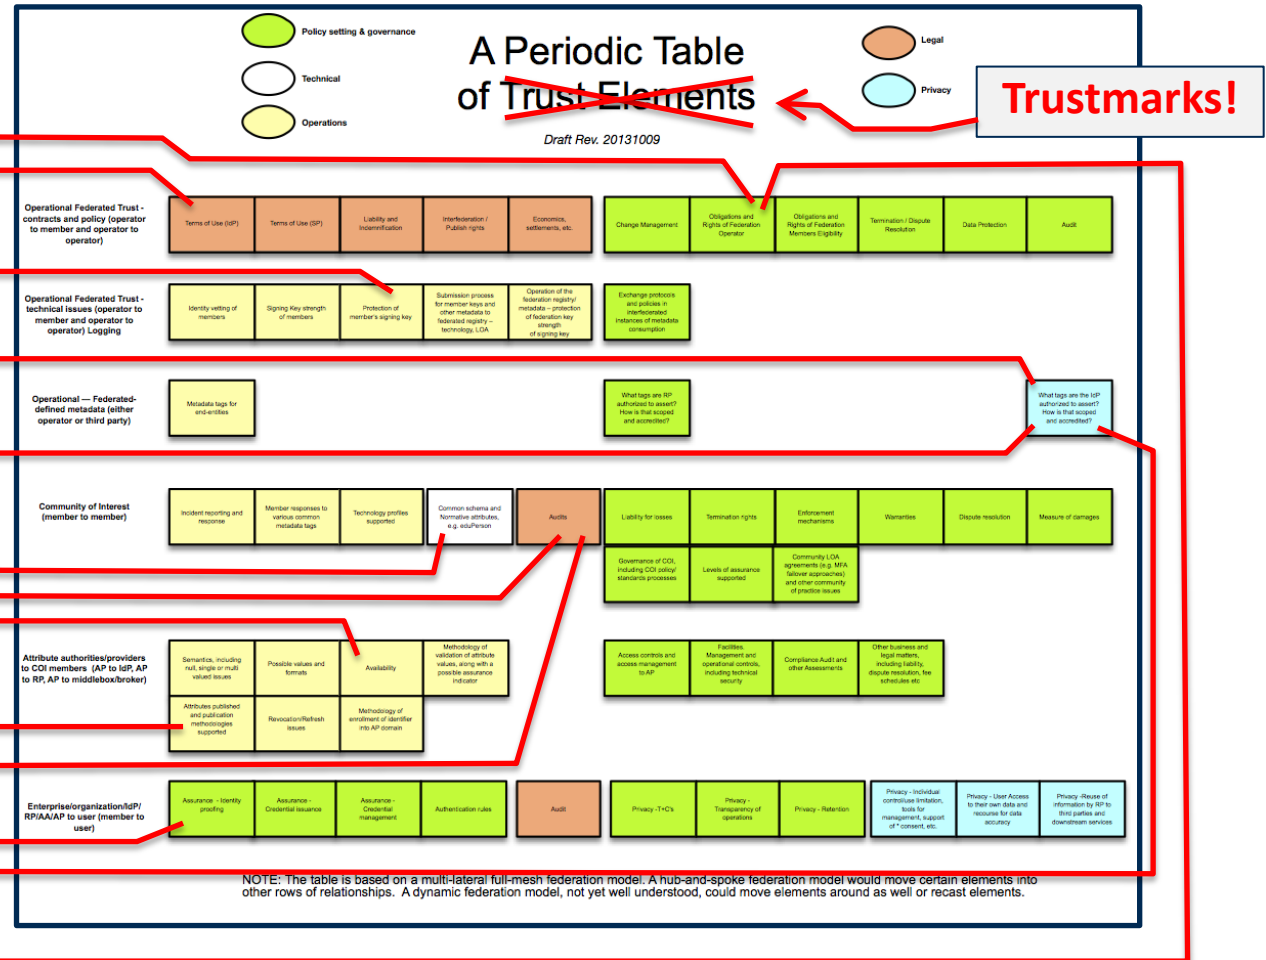 Policy setting & governance
Technical
Operations
A Periodic Table
of Trust Elements
Draft Rev. 20131009
Legal
Privacy
Trustmarks!
Operational Federated Trust -
contracts and policy (operator
to member and operator to
operator)
Terms of Use (IdP)
Terms of Use (SP)
Liability and
Indemnification
Interfederation /
Publish rights
Economics,
settlements, etc.
Change Management
Obligations and
Rights of Federation
Operator
Obligations and
Rights of Federation
Members Eligibility
Termination / Dispute
Resolution
Data Protection
Audit
Operational Federated Trust -
technical issues (operator to
member and operator to
operator) Logging
Identity vetting of
members
Signing Key strength
of members
Protection of
member's signing key
Submission process
for member keys and
other metadata to
federated registry –
technology, LOA
Operation of the
federation registry/
metadata – protection
of federation key
strength
of signing key
Exchange protocols
and policies in
interfederated
instances of metadata
consumption
Operational — Federated-
defined metadata (either
operator or third party)
Metadata tags for
end-entities
What tags are RP
authorized to assert?
How is that scoped
and accredited?
What tags are the IdP
authorized to assert?
How is that scoped
and accredited?
Community of Interest
(member to member)
Incident reporting and
response
Member responses to
various common
metadata tags
Technology profiles
supported
Common schema and
Normative attributes,
e.g. eduPerson
Audits
Liability for losses
Termination rights
Enforcement
mechanisms
Warranties
Dispute resolution
Measure of damages
Governance of COI,
including COI policy/
standards processes
Levels of assurance
supported
Community LOA
agreements (e.g. MFA
failover approaches)
and other community
of practice issues
Attribute authorities/providers
to COI members (AP to IdP, AP
to RP, AP to middlebox/broker)
Semantics, including
null, single or multi
valued issues
Possible values and
formats
Availability
Methodology of
validation of attribute
values, along with a
possible assurance
indicator
Access controls and
access management
to AP
Facilities,
Management and
operational controls,
including technical
security
Compliance Audit and
other Assessments
Other business and
legal matters,
including liability,
dispute resolution, fee
schedules etc
Attributes published
and publication
methodologies
supported
Revocation/Refresh
issues
Methodology of
enrollment of identifier
into AP domain
Enterprise/organization/IdP/
RP/AA/AP to user (member to
user)
Assurance - Identity
proofing
Assurance -
Credential issuance
Assurance -
Credential
management
Authentication rules
Audit
Privacy -T+C's
Privacy -
Transparency of
operations
Privacy - Retention
Privacy - Individual
control/use limitation,
tools for
management, support
of * consent, etc.
Privacy - User Access
to their own data and
recourse for data
accuracy
Privacy -Reuse of
information by RP to
third parties and
downstream services
NOTE: The table is based on a multi-lateral full-mesh federation model. A hub-and-spoke federation model would move certain elements into
other rows of relationships. A dynamic federation model, not yet well understood, could move elements around as well or recast elements.